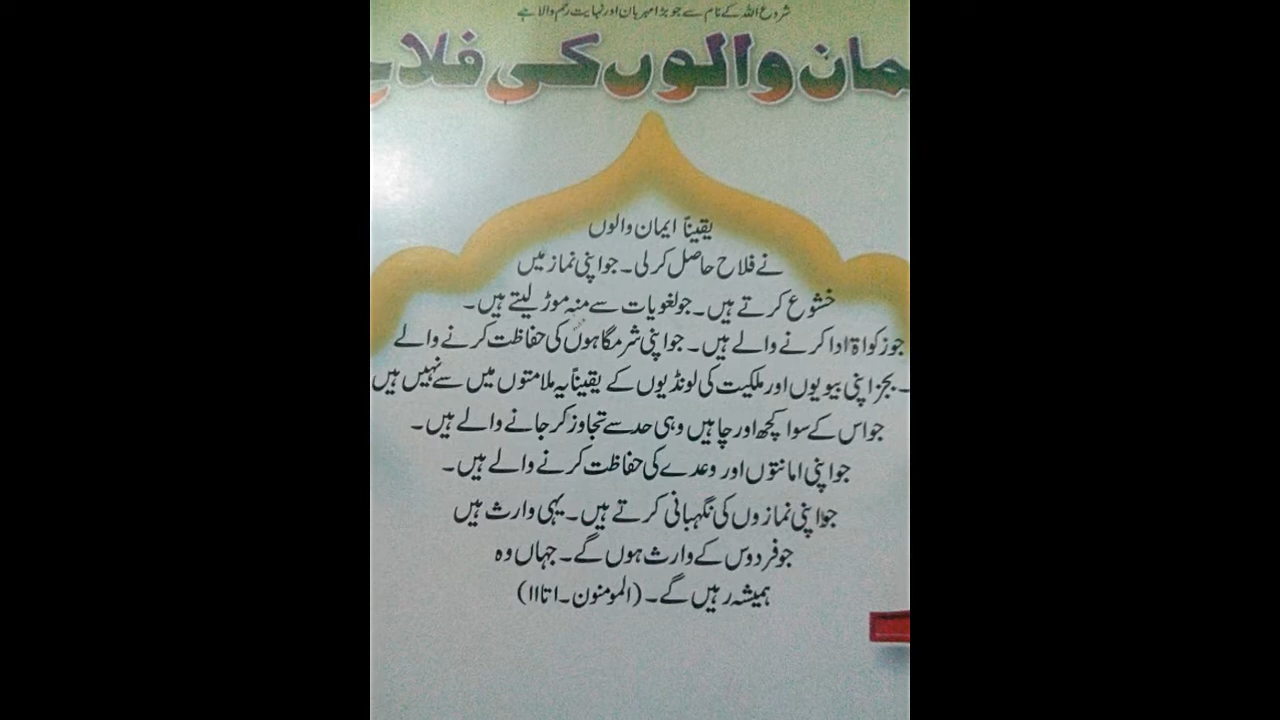 شروع اللہ کے نام سے جو بڑا مہربان اور نہایت رحم والا ہے
مان والوں کی فلاح
یقیناً ایمان والوں
نے فلاح حاصل کر لی۔ جو اپنی نماز میں
خشوع کرتے ہیں۔ جو لغویات سے منہ موڑ لیتے ہیں۔
جو زکواۃ ادا کرنے والے ہیں۔ جو اپنی شرمگاہوں کی حفاظت کرنے والے
۔ بجز اپنی بیویوں اور ملکیت کی لونڈیوں کے یقیناً یہ ملامتوں میں سے نہیں ہیں
جو اس کے سوا کچھ اور چاہیں وہی حد سے تجاوز کر جانے والے ہیں۔
جو اپنی امانتوں اور وعدے کی حفاظت کرنے والے ہیں۔
جو اپنی نمازوں کی نگہبانی کرتے ہیں۔ یہی وارث ہیں
جو فردوس کے وارث ہوں گے۔ جہاں وہ
ہمیشہ رہیں گے۔ (المومنون۔ ا تا اا)